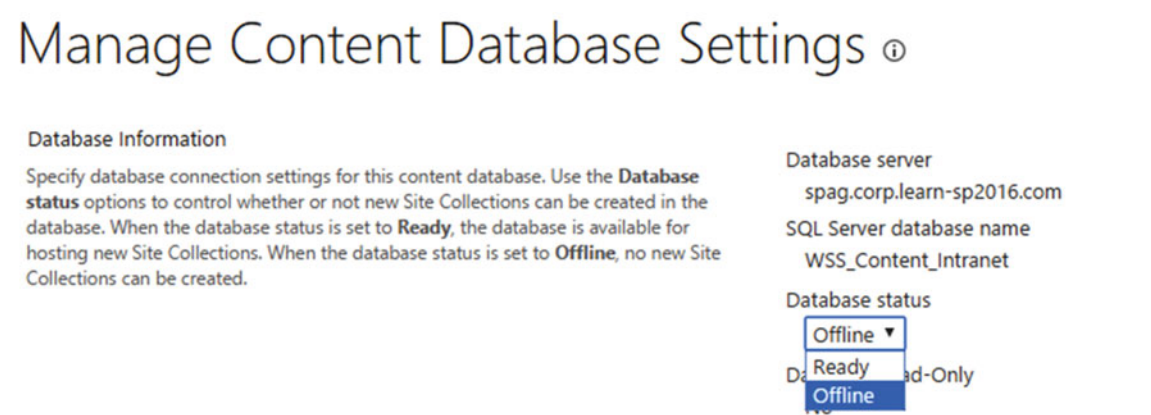 Manage Content Database Settings
Database Information
Specify database connection settings for this content database. Use the Database
status options to control whether or not new Site Collections can be created in the
database. When the database status is set to Ready, the database is available for
hosting new Site Collections. When the database status is set to Offline, no new Site
Collections can be created.
Database server
spag.corp.learn-sp2016.com
SQL Server database name
WSS_Content_Intranet
Database status
Offline
Ready
Offline